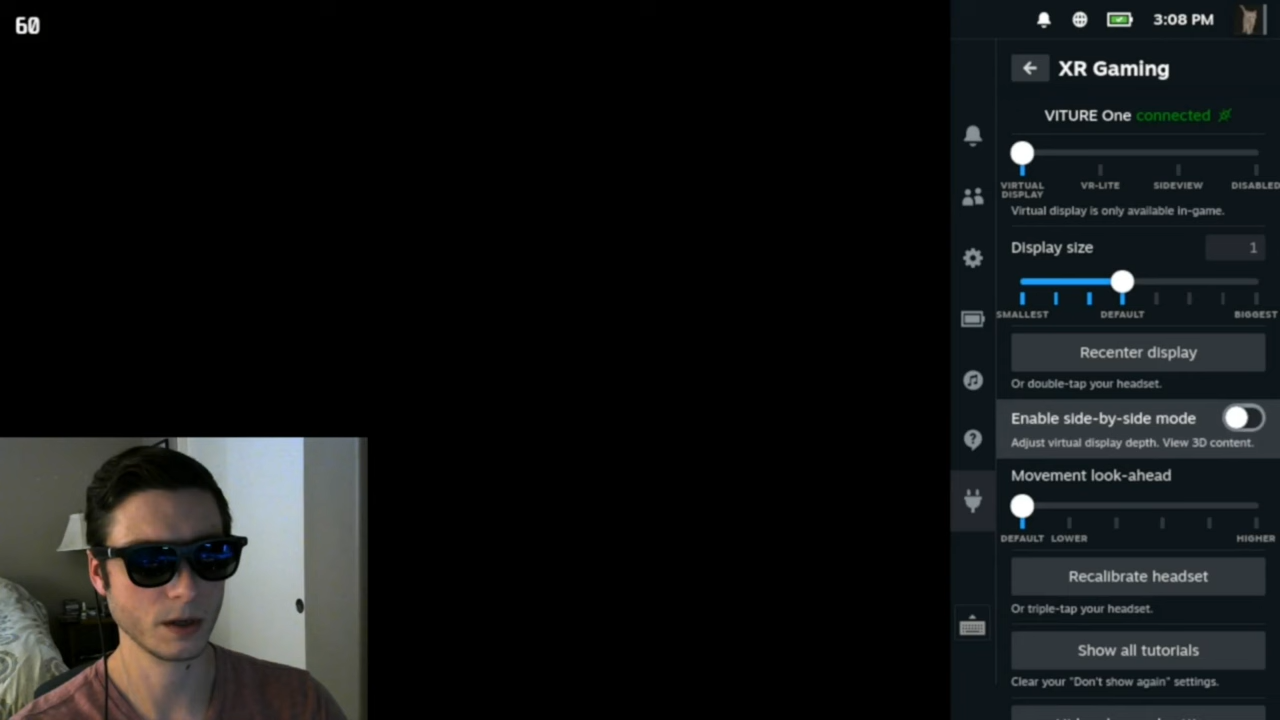 60
3:08 PM
XR Gaming
VITURE One connected
VIRTUAL DISPLAY
VR-LITE
SIDEVIEW
DISABLED
Virtual display is only available in-game.
Display size
1
SMALLEST
DEFAULT
BIGGEST
Recenter display
Or double-tap your headset.
Enable side-by-side mode
Adjust virtual display depth. View 3D content.
Movement look-ahead
DEFAULT
LOWER
HIGHER
Recalibrate headset
Or triple-tap your headset.
Show all tutorials
Clear your "Don't show again" settings.